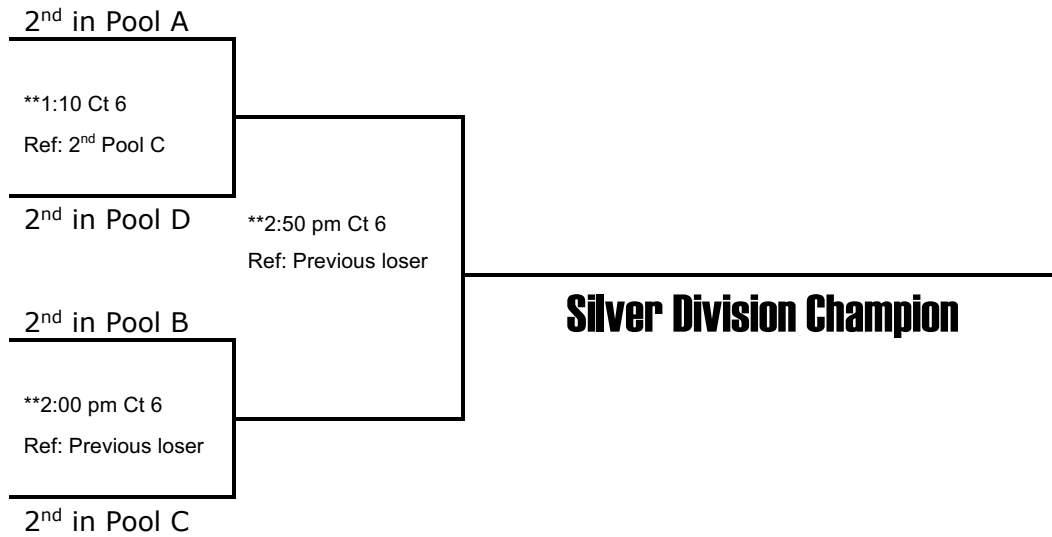 2nd in Pool A
**1:10 Ct 6
Ref: 2nd Pool C
2nd in Pool D
**2:50 pm Ct 6
Ref: Previous loser
Silver Division Champion
2nd in Pool B
**2:00 pm Ct 6
Ref: Previous loser
2nd in Pool C